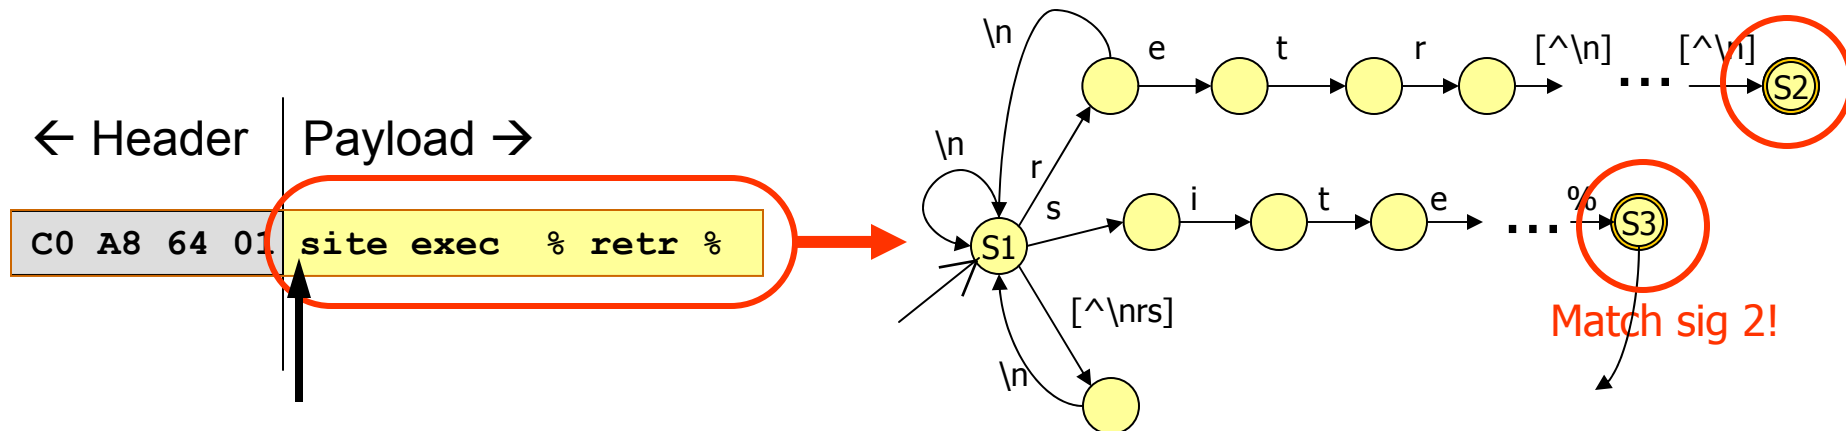 ← Header
Payload →
C0 A8 64 01
site exec % retr %
\n
e
t
r
[^\n]
...
[^\n]
S2
\n
r
s
i
t
e
...
%
S3
S1
[^\nrs]
\n
Match sig 2!